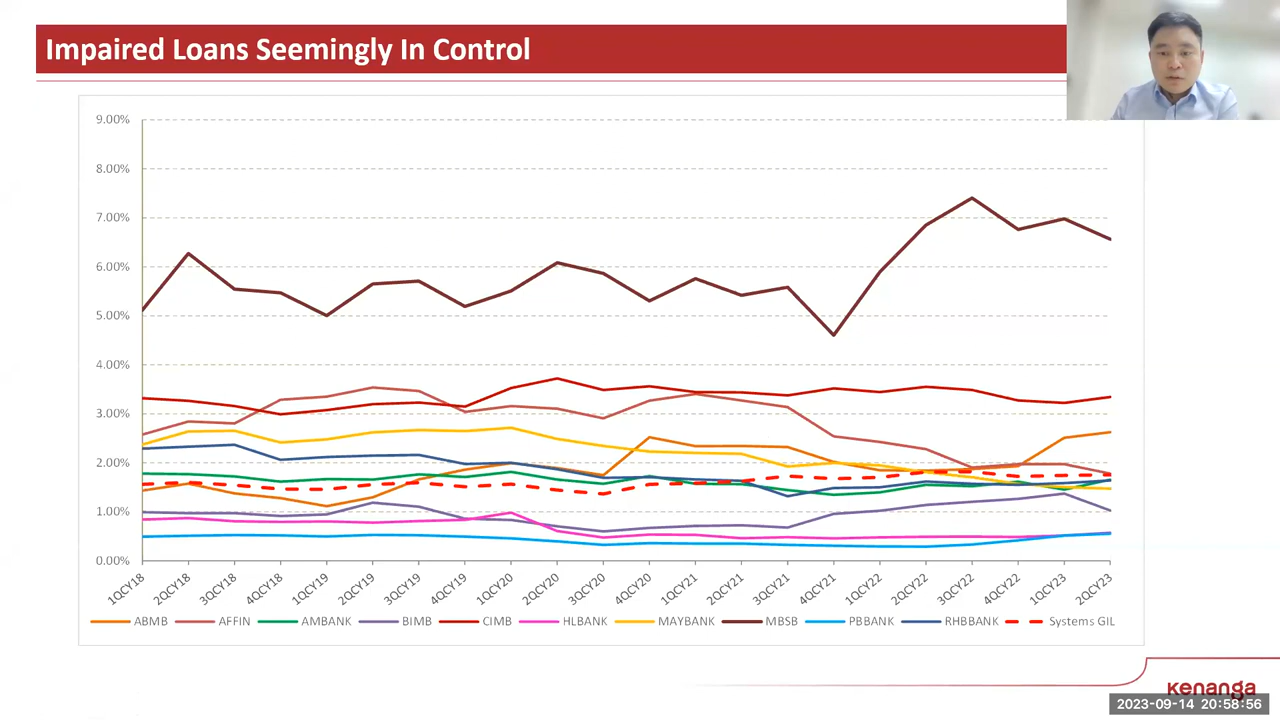 Impaired Loans Seemingly In Control
9.00%
8.00%
7.00%
6.00%
5.00%
4.00%
3.00%
2.00%
1.00%
0.00%
1QCY18 2QCY18 3QCY18 4QCY18 1QCY19 2QCY19 3QCY19 4QCY19 1QCY20 2QCY20 3QCY20 4QCY20 1QCY21 2QCY21 3QCY21 4QCY21 1QCY22 2QCY22 3QCY22 4QCY22 1QCY23 2QCY23
ABMB AFFIN AMBANK BIMB CIMB HLBANK MAYBANK MBSB PBBANK RHBBANK Systems GIL
kenanga
2023-09-14 20:58:56